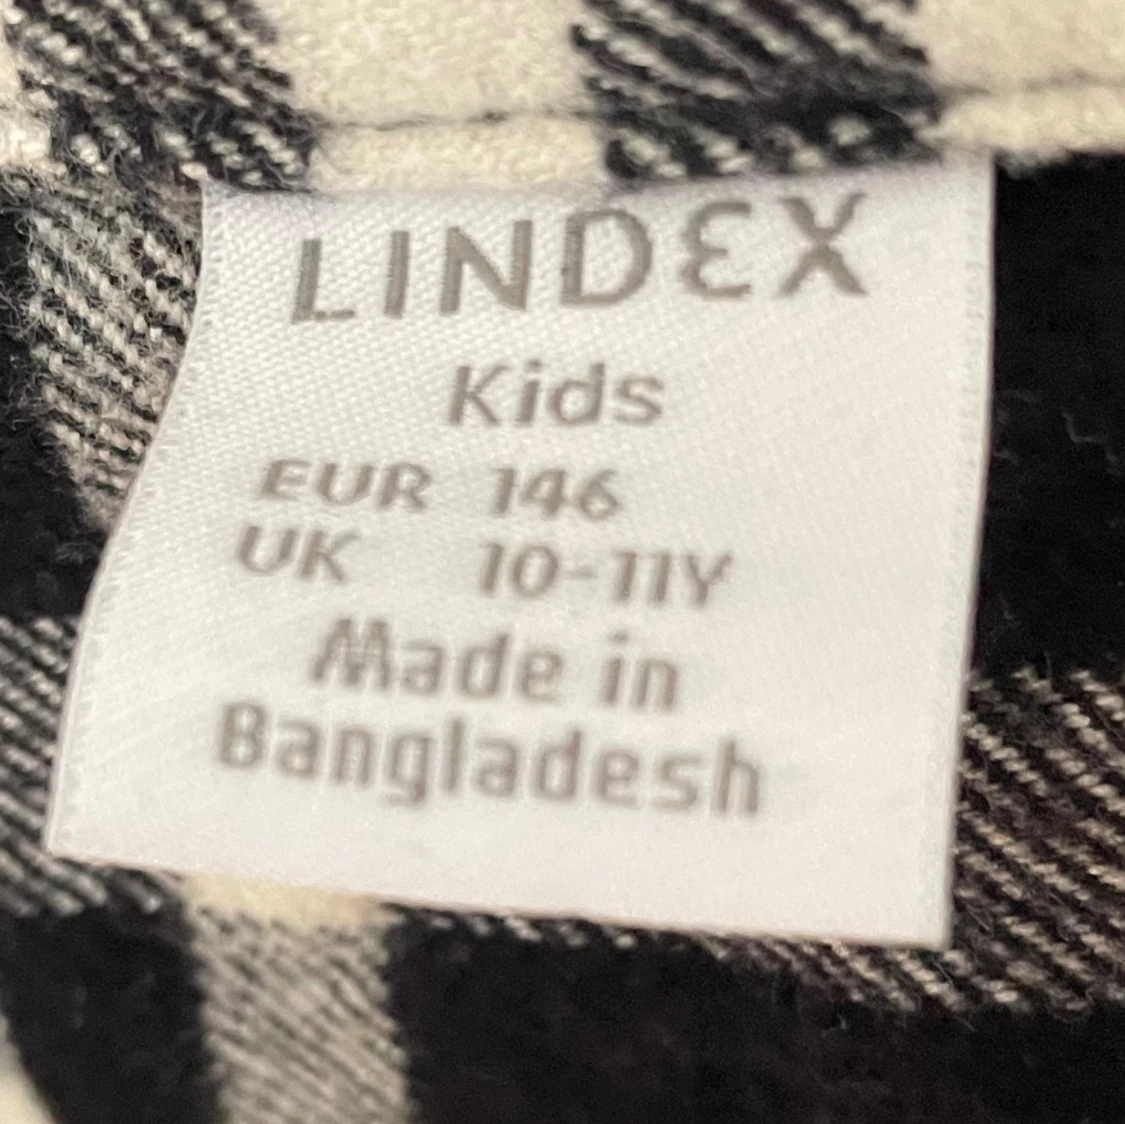 LINDEX
Kids
EUR 146
UK 10-11Y
Made in
Bangladesh